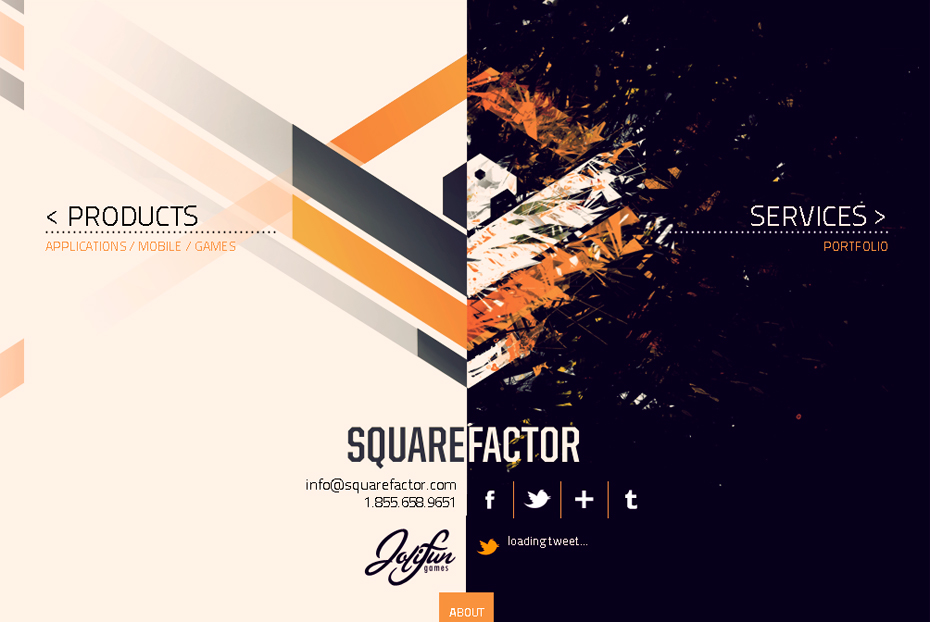 < PRODUCTS
APPLICATIONS / MOBILE / GAMES
SERVICES >
PORTFOLIO
SQUAREFACTOR
info@squarefactor.com
1.855.658.9651
f
+
t
Jolifun
games
loading tweet...
ABOUT